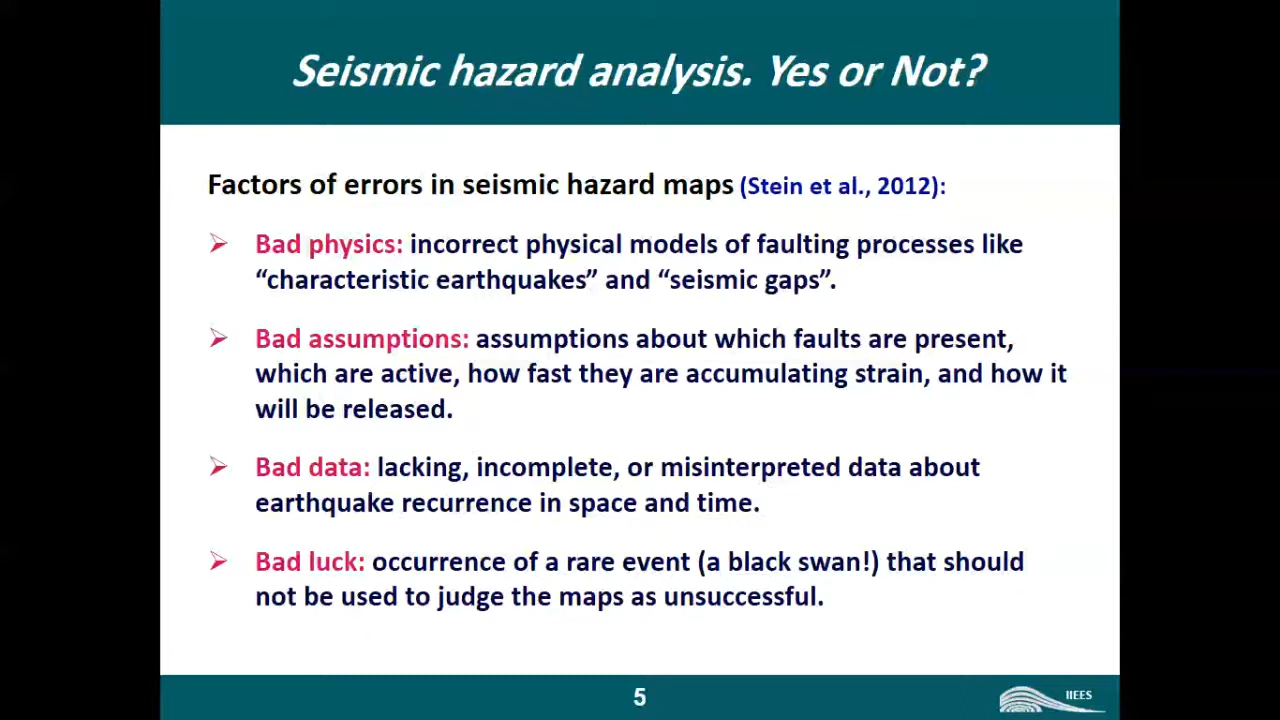 Seismic hazard analysis. Yes or Not?
Factors of errors in seismic hazard maps (Stein et al., 2012):
➢ Bad physics: incorrect physical models of faulting processes like
“characteristic earthquakes” and “seismic gaps”.
➢ Bad assumptions: assumptions about which faults are present,
which are active, how fast they are accumulating strain, and how it
will be released.
➢ Bad data: lacking, incomplete, or misinterpreted data about
earthquake recurrence in space and time.
➢ Bad luck: occurrence of a rare event (a black swan!) that should
not be used to judge the maps as unsuccessful.
5
IIEES